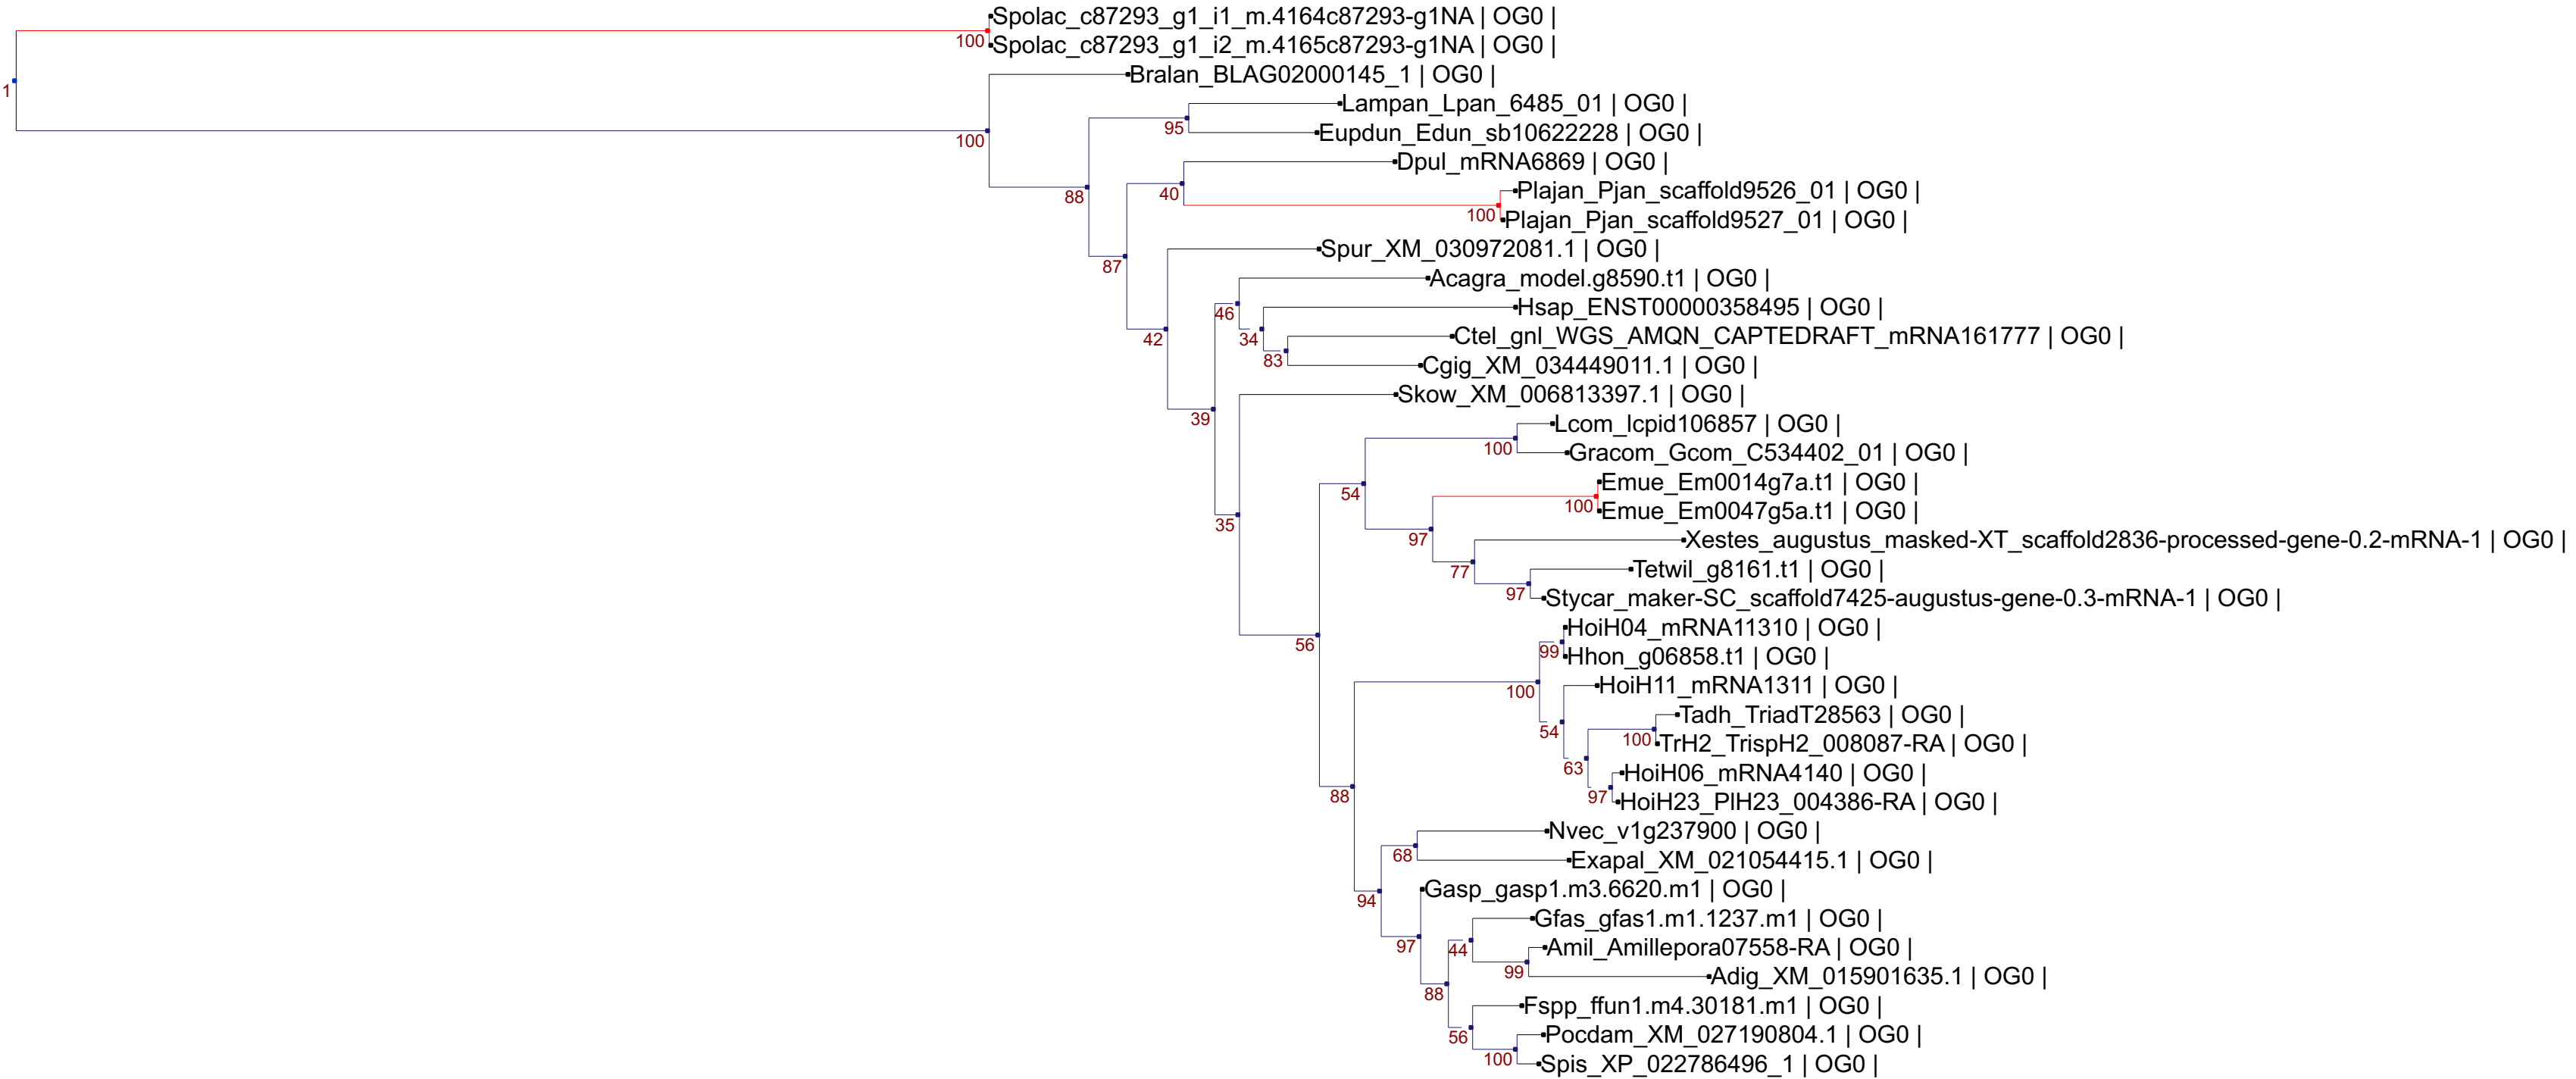 Spolac_c87293_g1_i1_m.4164c87293-g1NA | OG0 |
100
Spolac_c87293_g1_i2_m.4165c87293-g1NA | OG0 |
Bralan_BLAG02000145_1 | OG0 |
1
Lampan_Lpan_6485_01 | OG0 |
95
Eupdun_Edun_sb10622228 | OG0 |
100
Dpul_mRNA6869 | OG0 |
Plajan_Pjan_scaffold9526_01 | OG0 |
88
40
100
Plajan_Pjan_scaffold9527_01 | OG0 |
Spur_XM_030972081.1 | OG0 |
87
Acagra_model.g8590.t1 | OG0 |
Hsap_ENST00000358495 | OG0 |
46
Ctel_gnl_WGS_AMQN_CAPTEDRAFT_mRNA161777 | OG0 |
42
34
83
Cgig_XM_034449011.1 | OG0 |
Skow_XM_006813397.1 | OG0 |
39
Lcom_lcpid106857 | OG0 |
100
Gracom_Gcom_C534402_01 | OG0 |
Emue_Em0014g7a.t1 | OG0 |
54
100
Emue_Em0047g5a.t1 | OG0 |
35
97
Xestes_augustus_masked-XT_scaffold2836-processed-gene-0.2-mRNA-1 | OG0 |
77
Tetwil_g8161.t1 | OG0 |
97
Stycar_maker-SC_scaffold7425-augustus-gene-0.3-mRNA-1 | OG0 |
HoiH04_mRNA11310 | OG0 |
56
99
Hhon_g06858.t1 | OG0 |
HoiH11_mRNA1311 | OG0 |
100
Tadh_TriadT28563 | OG0 |
54
100
TrH2_TrispH2_008087-RA | OG0 |
63
HoiH06_mRNA4140 | OG0 |
88
97
HoiH23_PlH23_004386-RA | OG0 |
Nvec_v1g237900 | OG0 |
68
Exapal_XM_021054415.1 | OG0 |
Gasp_gasp1.m3.6620.m1 | OG0 |
94
Gfas_gfas1.m1.1237.m1 | OG0 |
97
44
Amil_Amillepora07558-RA | OG0 |
99
Adig_XM_015901635.1 | OG0 |
88
Fspp_ffun1.m4.30181.m1 | OG0 |
56
Pocdam_XM_027190804.1 | OG0 |
100
Spis_XP_022786496_1 | OG0 |